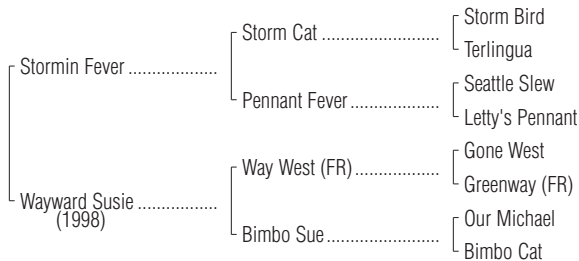 Storm Bird
Storm Cat ........................
Terlingua
Stormin Fever ..................
Seattle Slew
Pennant Fever ..................
Letty's Pennant
Gone West
Way West (FR) .................
Greenway (FR)
Wayward Susie ................
(1998)
Our Michael
Bimbo Sue .......................
Bimbo Cat